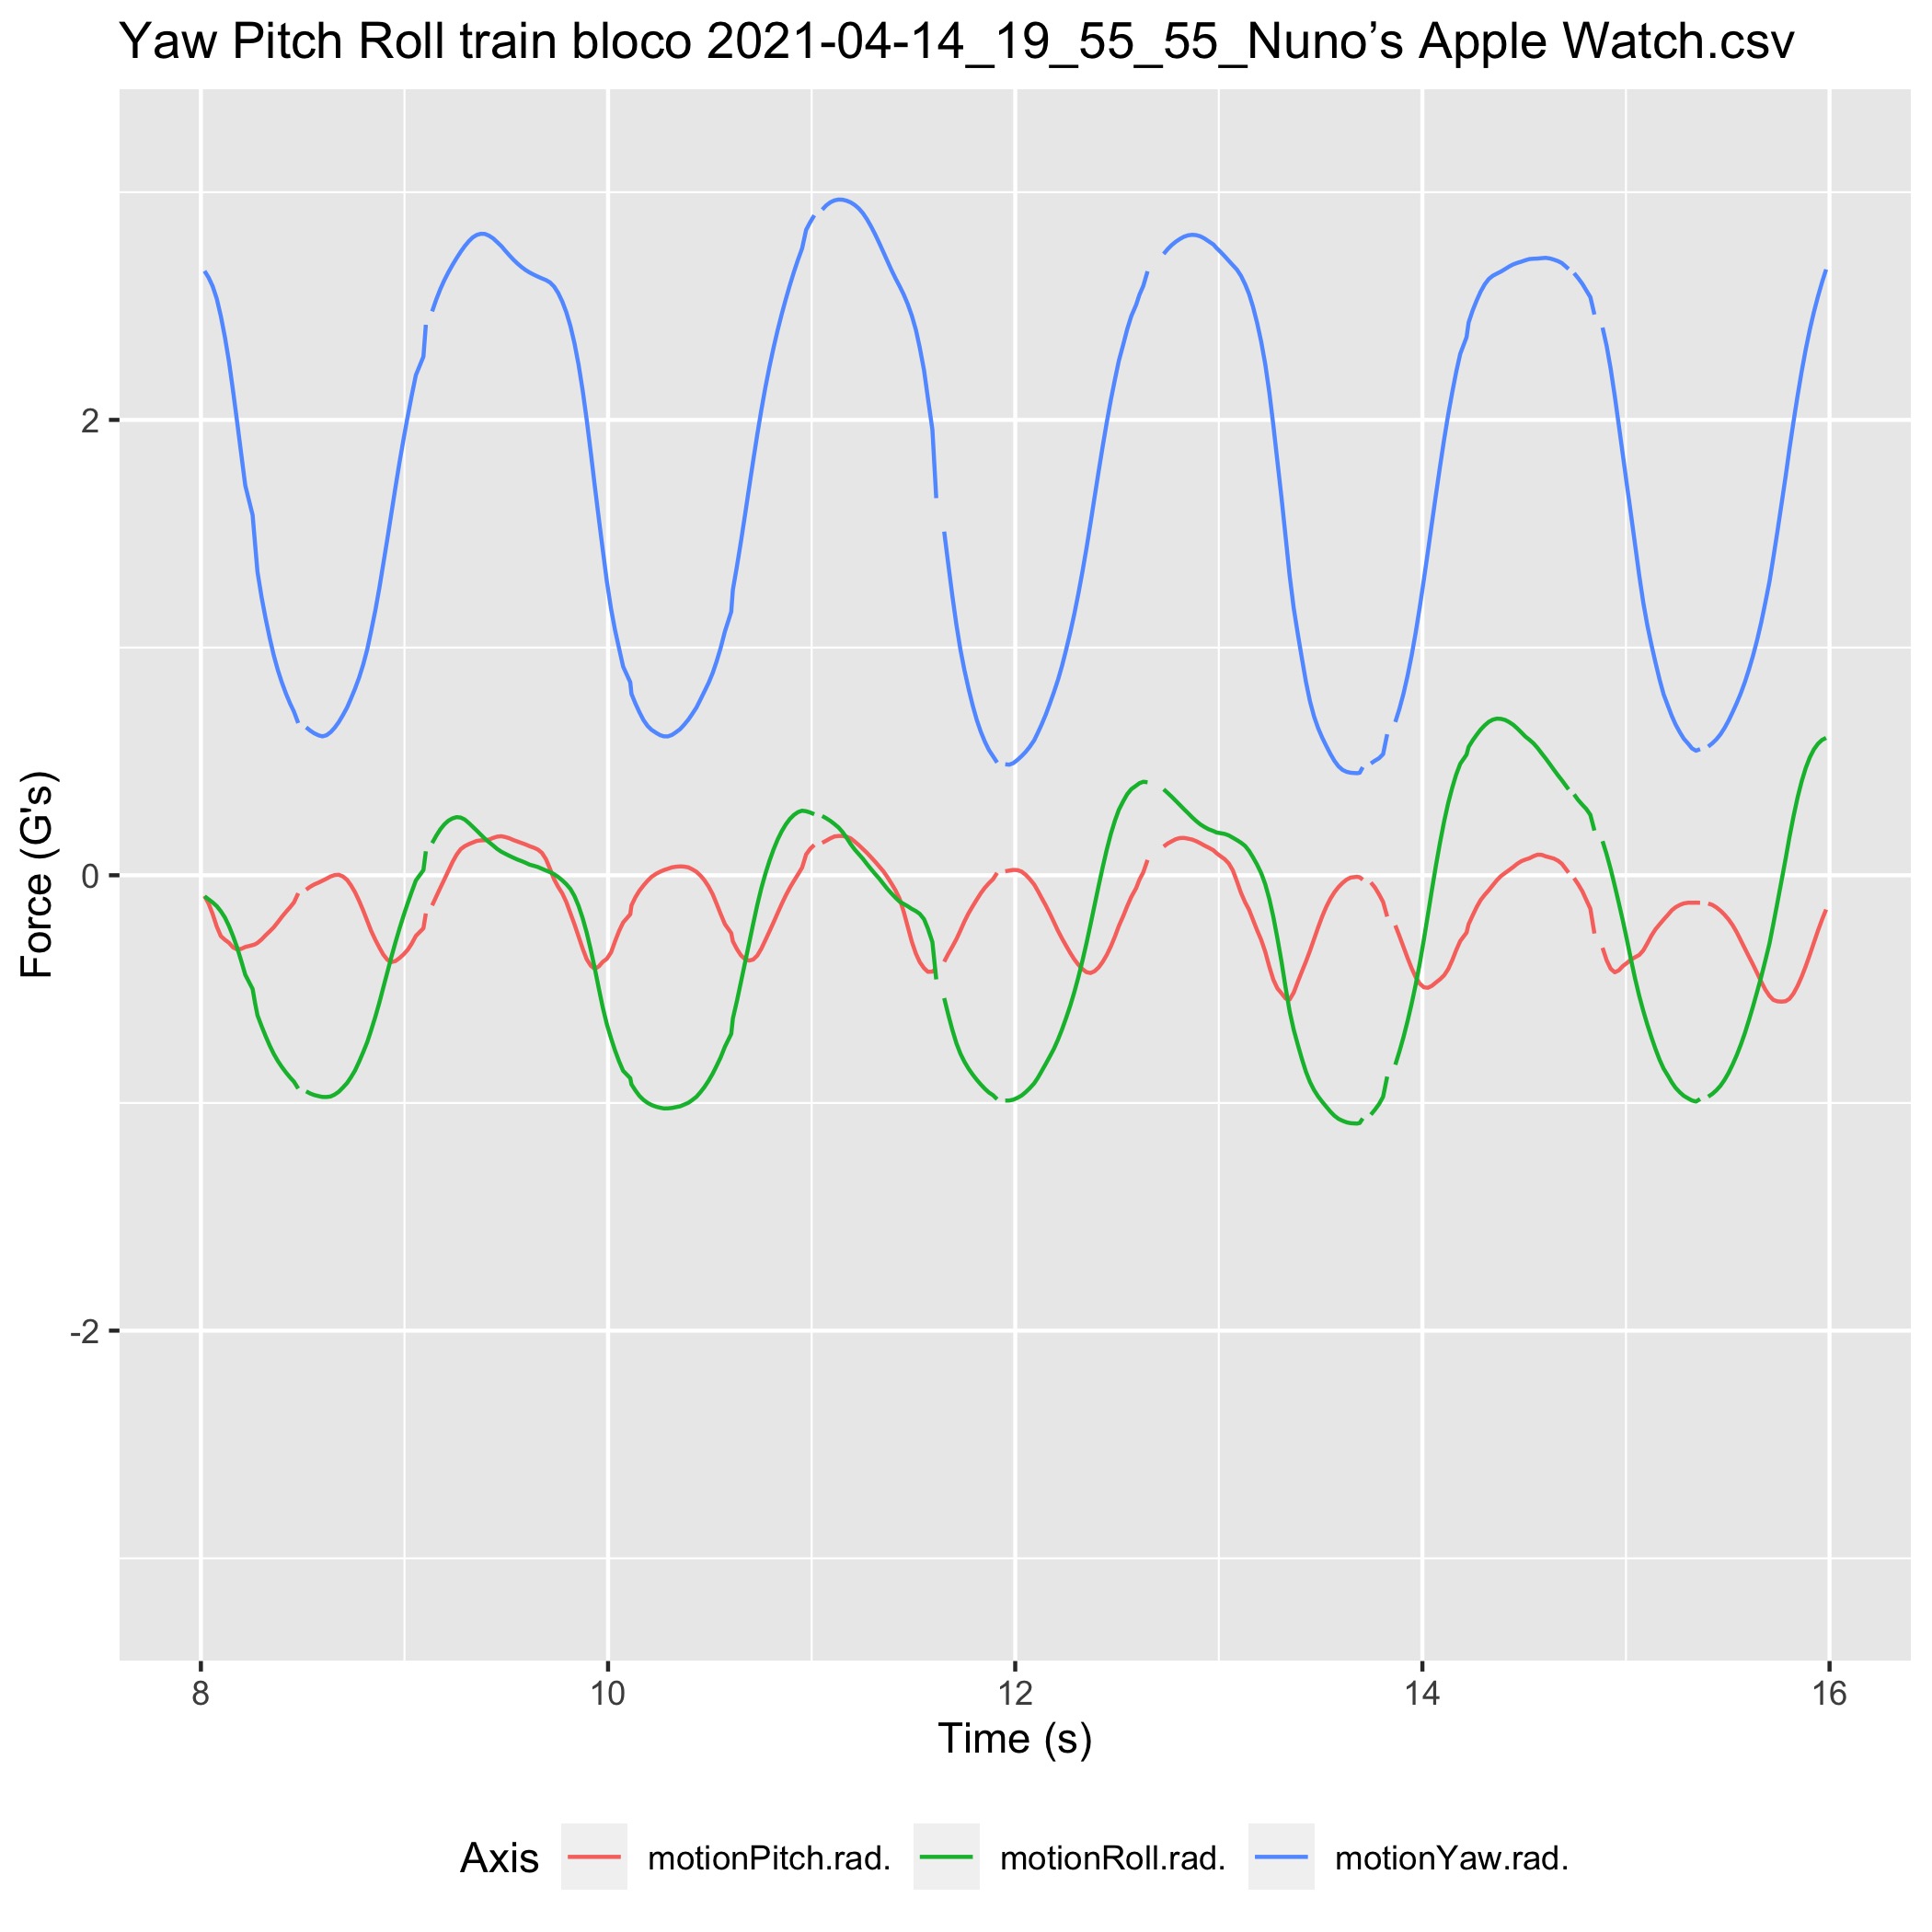 Yaw Pitch Roll train bloco 2021-04-14_19_55_55_Nuno’s Apple Watch.csv
Force (G's)
2
0
-2
8 10 12 14 16
Time (s)
Axis motionPitch.rad. motionRoll.rad. motionYaw.rad.